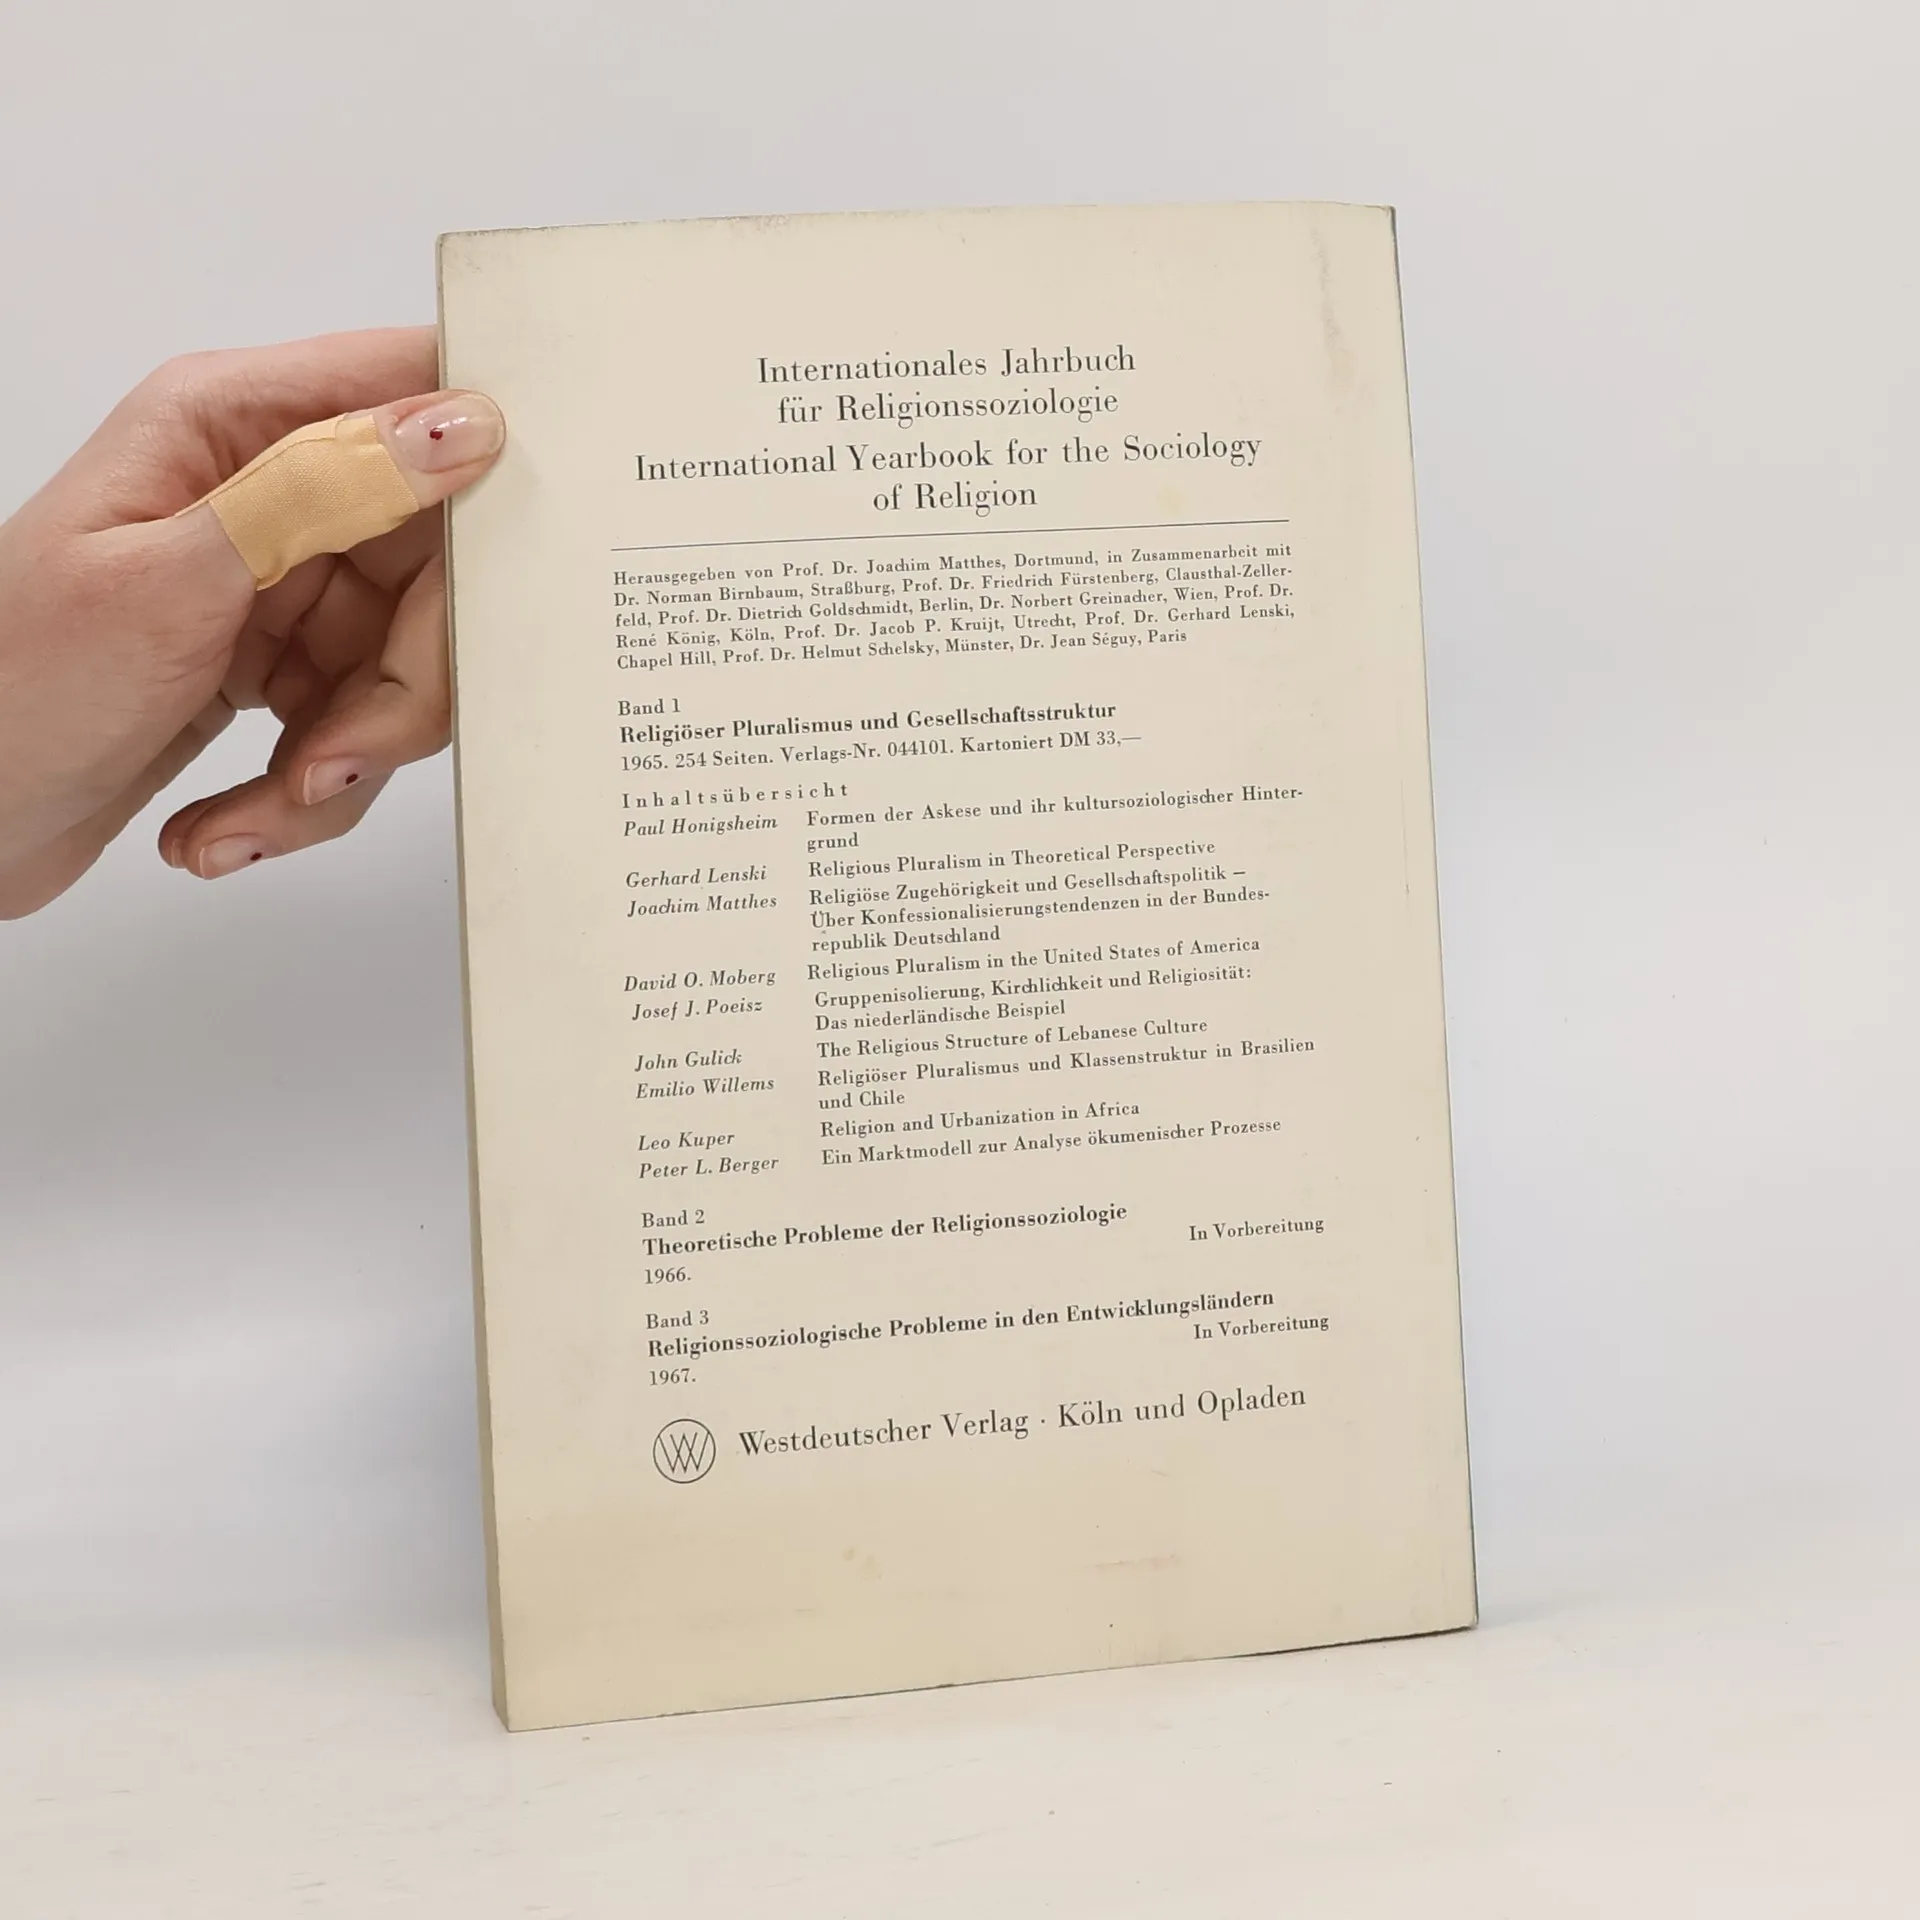 Internationales Jahrbuch
für Religionssoziologie
International Yearbook for the Sociology
of Religion
Herausgegeben von Prof. Dr. Joachim Matthes, Dortmund, in Zusammenarbeit mit
Dr. Norman Birnbaum, Straßburg, Prof. Dr. Friedrich Fürstenberg, Clausthal-Zeller-
feld, Prof. Dr. Dietrich Goldschmidt, Berlin, Dr. Norbert Greinacher, Wien, Prof. Dr.
René König, Köln, Prof. Dr. Jacob P. Kruijt, Utrecht, Prof. Dr. Gerhard Lenski,
Chapel Hill, Prof. Dr. Helmut Schelsky, Münster, Dr. Jean Séguy, Paris
Band 1
Religiöser Pluralismus und Gesellschaftsstruktur
1965. 254 Seiten. Verlags-Nr. 044101. Kartoniert DM 33,—
Inhaltsübersicht
Paul Honigsheim Formen der Askese und ihr kultursoziologischer Hinter-
grund
Gerhard Lenski Religious Pluralism in Theoretical Perspective
Joachim Matthes Religiöse Zugehörigkeit und Gesellschaftspolitik –
Über Konfessionalisierungstendenzen in der Bundes-
republik Deutschland
David O. Moberg Religious Pluralism in the United States of America
Josef J. Poeisz Gruppenisolierung, Kirchlichkeit und Religiosität:
Das niederländische Beispiel
John Gulick The Religious Structure of Lebanese Culture
Emilio Willems Religiöser Pluralismus und Klassenstruktur in Brasilien
und Chile
Leo Kuper Religion and Urbanization in Africa
Peter L. Berger Ein Marktmodell zur Analyse ökumenischer Prozesse
Band 2
Theoretische Probleme der Religionssoziologie
1966. In Vorbereitung
Band 3
Religionssoziologische Probleme in den Entwicklungsländern
1967. In Vorbereitung
Westdeutscher Verlag · Köln und Opladen